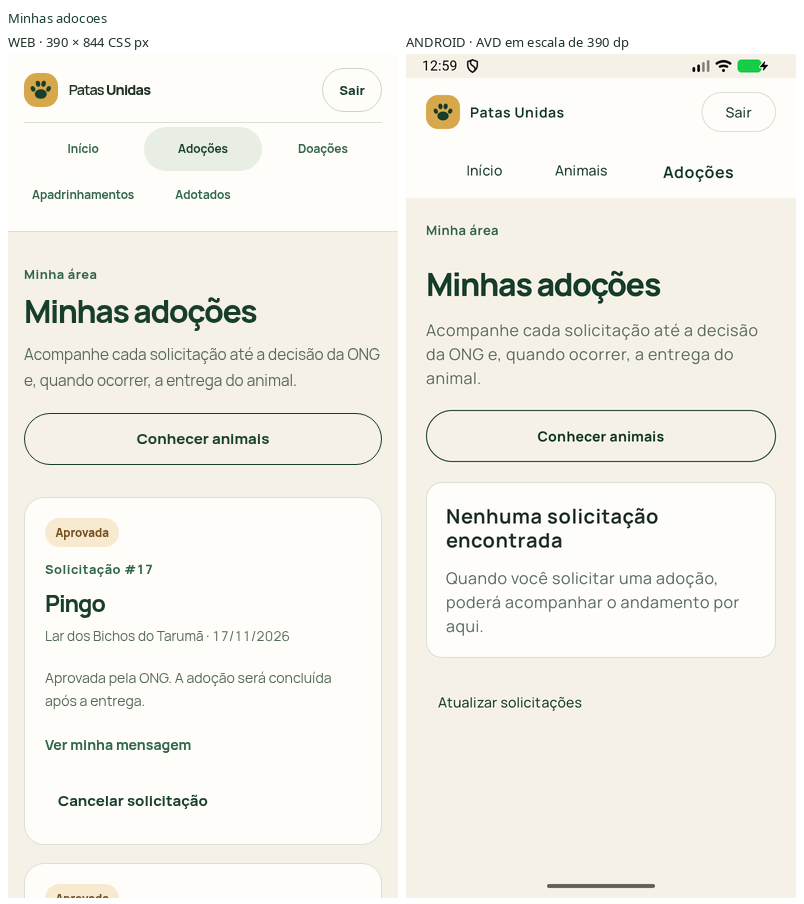 Minhas adocoes
WEB · 390 × 844 CSS px
Patas Unidas
Sair
Início
Adoções
Doações
Apadrinhamentos
Adotados
Minha área
Minhas adoções
Acompanhe cada solicitação até a decisão da ONG
e, quando ocorrer, a entrega do animal.
Conhecer animais
Aprovada
Solicitação #17
Pingo
Lar dos Bichos do Tarumã · 17/11/2026
Aprovada pela ONG. A adoção será concluída
após a entrega.
Ver minha mensagem
Cancelar solicitação
Aprovada
ANDROID · AVD em escala de 390 dp
12:59
Patas Unidas
Sair
Início
Animais
Adoções
Minha área
Minhas adoções
Acompanhe cada solicitação até a decisão
da ONG e, quando ocorrer, a entrega do
animal.
Conhecer animais
Nenhuma solicitação
encontrada
Quando você solicitar uma adoção,
poderá acompanhar o andamento por
aqui.
Atualizar solicitações